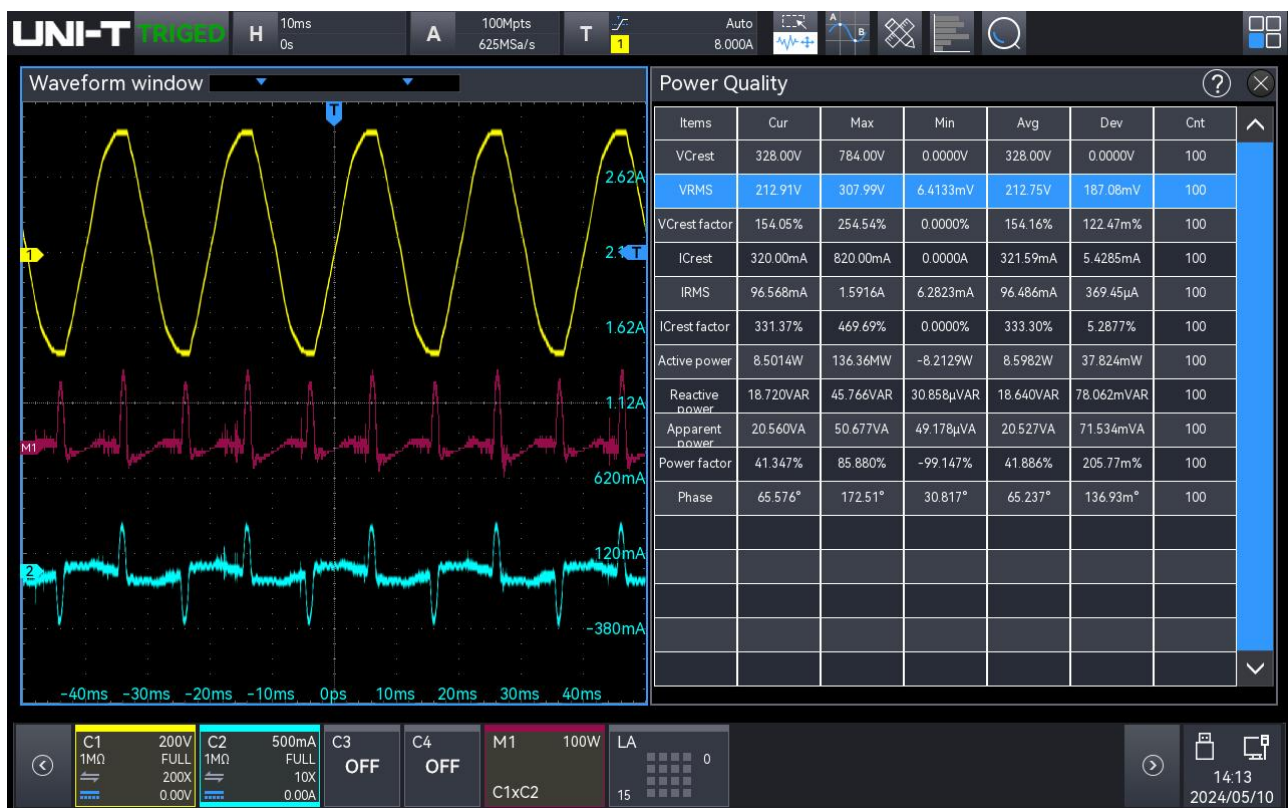 UNI-T TRIGED H 10ms 0s A 100Mpts 625MSa/s T 1 Auto 8.000A A B
Waveform window
T
2.62A
1
T
1.62A
1.12A
M1
620mA
120mA
2
-380mA
-40ms -30ms -20ms -10ms 0ps 10ms 20ms 30ms 40ms
Power Quality ?
Items Cur Max Min Avg Dev Cnt
VCrest 328.00V 784.00V 0.0000V 328.00V 0.0000V 100
VRMS 212.91V 307.99V 6.4133mV 212.75V 187.08mV 100
VCrest factor 154.05% 254.54% 0.0000% 154.16% 122.47m% 100
ICrest 320.00mA 820.00mA 0.0000A 321.59mA 5.4285mA 100
IRMS 96.568mA 1.5916A 6.2823mA 96.486mA 369.45μA 100
ICrest factor 331.37% 469.69% 0.0000% 333.30% 5.2877% 100
Active power 8.5014W 136.36MW -8.2129W 8.5982W 37.824mW 100
Reactive power 18.720VAR 45.766VAR 30.858μVAR 18.640VAR 78.062mVAR 100
Apparent power 20.560VA 50.677VA 49.178μVA 20.527VA 71.534mVA 100
Power factor 41.347% 85.880% -99.147% 41.886% 205.77m% 100
Phase 65.576° 172.51° 30.817° 65.237° 136.93m° 100
C1 200V
1MΩ FULL
200X
0.00V
C2 500mA
1MΩ FULL
10X
0.00A
C3
OFF
C4
OFF
M1 100W
C1xC2
LA
0
15
14:13
2024/05/10